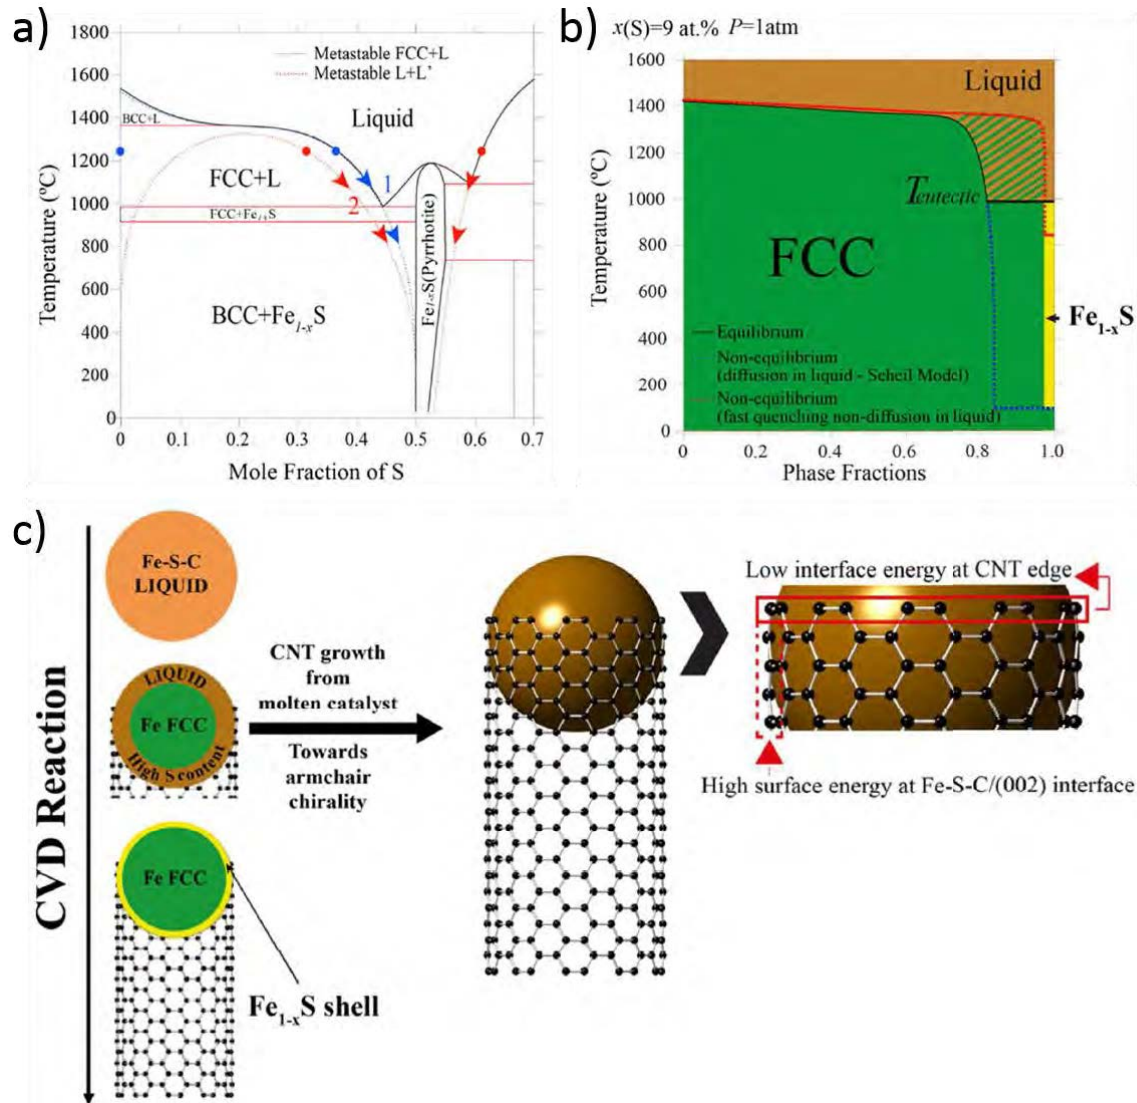 a)
1800
1600
1400
1200
1000
800
600
400
200
0
Temperature (ºC)
Metastable FCC+L
Metastable L+L'
BCC+L
Liquid
FCC+L
1
2
FCC+Fe1-xS
BCC+Fe1-xS
Fe1-xS(Pyrrhotite)
0 0.1 0.2 0.3 0.4 0.5 0.6 0.7
Mole Fraction of S
b)
x(S)=9 at.% P=1atm
1600
1400
1200
1000
800
600
400
200
0
Temperature (ºC)
Liquid
Teutectic
FCC
Fe1-xS
Equilibrium
Non-equilibrium
(diffusion in liquid - Scheil Model)
Non-equilibrium
(fast quenching non-diffusion in liquid)
0 0.2 0.4 0.6 0.8 1.0
Phase Fractions
c)
CVD Reaction
Fe-S-C
LIQUID
LIQUID
Fe FCC
High S content
Fe FCC
Fe1-xS shell
CNT growth
from
molten catalyst
Towards
armchair
chirality
Low interface energy at CNT edge
High surface energy at Fe-S-C/(002) interface